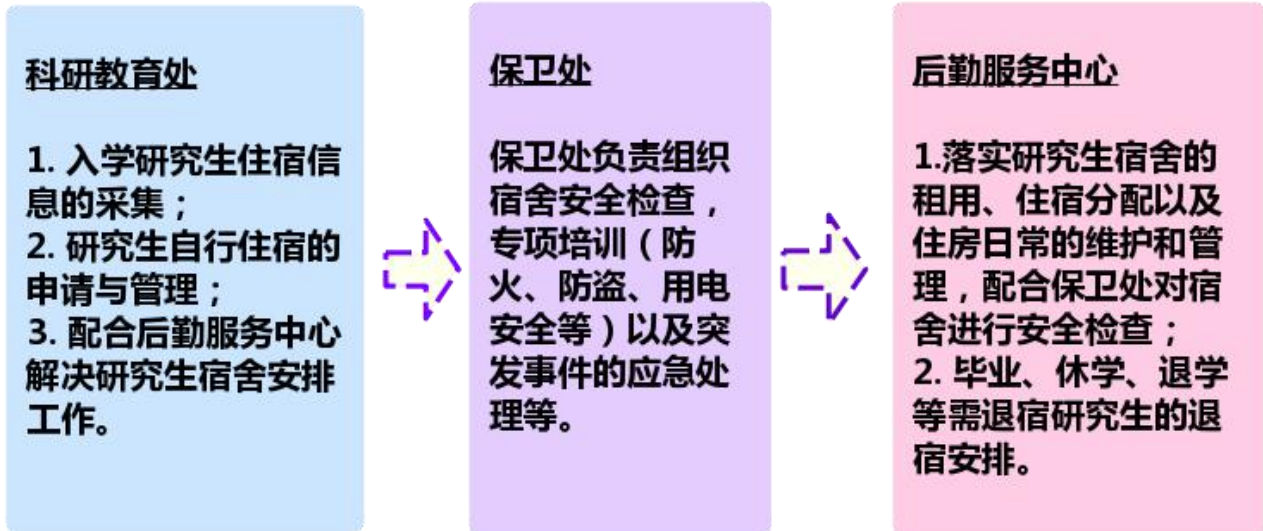 科研教育处
1. 入学研究生住宿信
息的采集；
2. 研究生自行住宿的
申请与管理；
3. 配合后勤服务中心
解决研究生宿舍安排
工作。
保卫处
保卫处负责组织
宿舍安全检查，
专项培训（防
火、防盗、用电
安全等）以及突
发事件的应急处
理等。
后勤服务中心
1.落实研究生宿舍的
租用、住宿分配以及
住房日常的维护和管
理，配合保卫处对宿
舍进行安全检查；
2. 毕业、休学、退学
等需退宿研究生的退
宿安排。